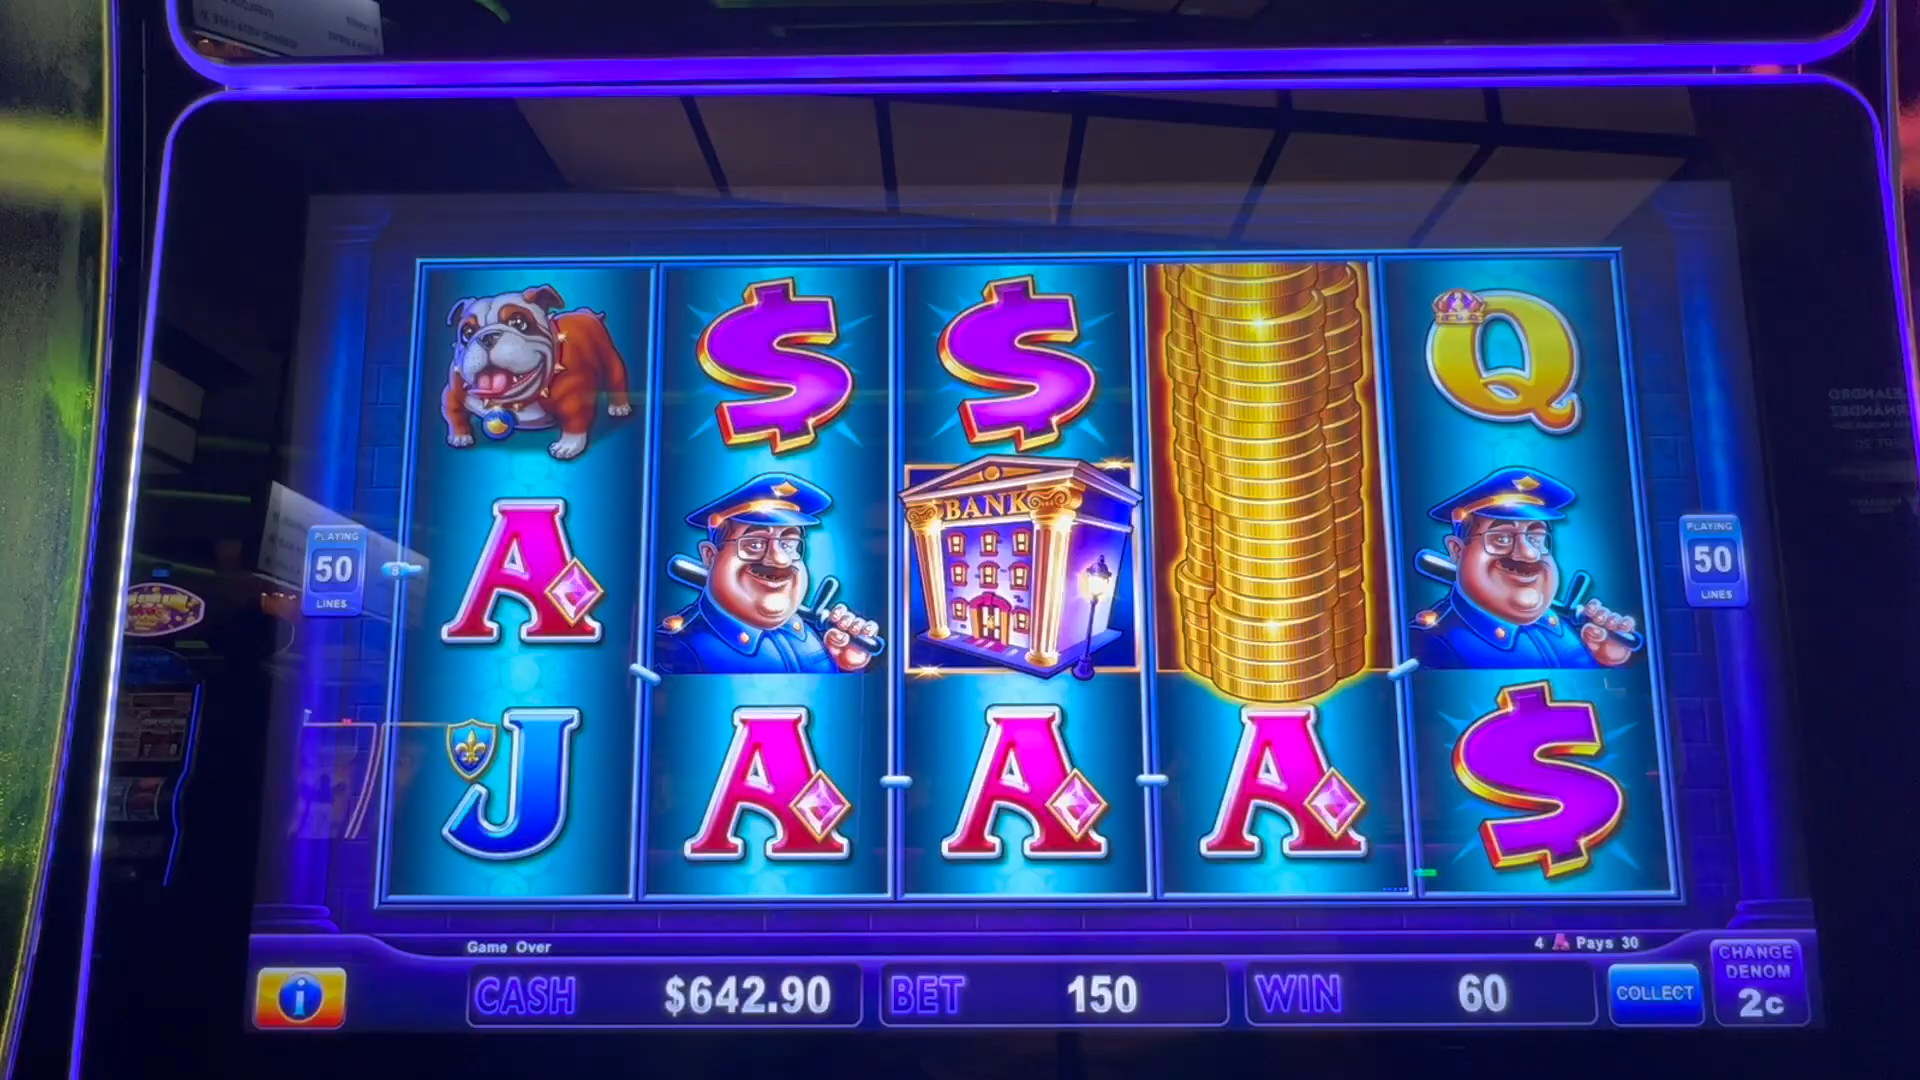 BANK
PLAYING
50
LINES
8
PLAYING
50
LINES
A
Q
J
A
A
A
Game Over
4 A Pays 30
CASH $642.90
BET 150
WIN 60
COLLECT
CHANGE
DENOM
2c